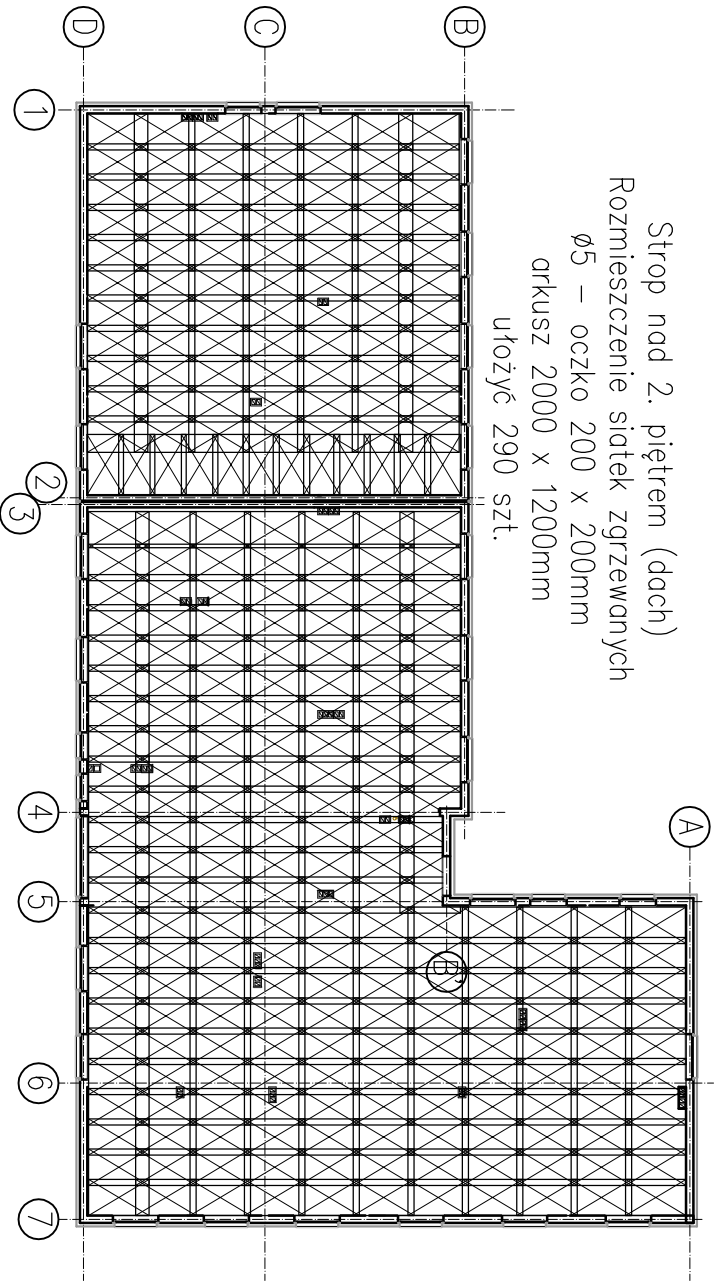 Strop nad 2. piętrem (dach)
Rozmieszczenie siatek zgrzewanych
ø5 – oczko 200 x 200mm
arkusz 2000 x 1200mm
ułożyć 290 szt.
D
C
B
A
B'
1
2
3
4
5
6
7